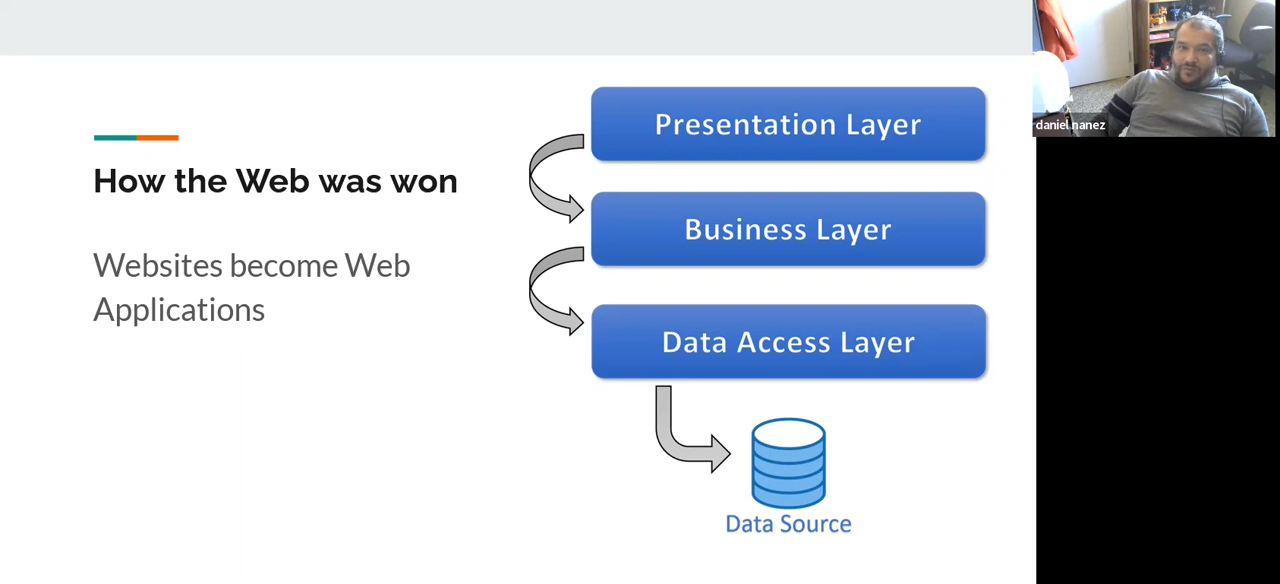 How the Web was won
Websites become Web
Applications
Presentation Layer
Business Layer
Data Access Layer
Data Source
daniel nanez